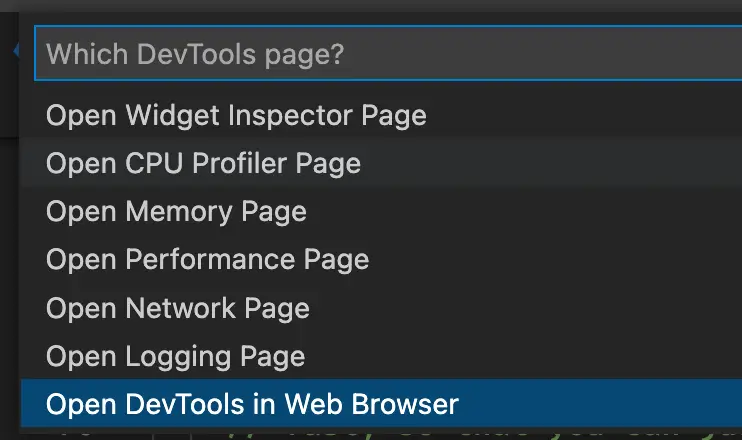 Which DevTools page?
Open Widget Inspector Page
Open CPU Profiler Page
Open Memory Page
Open Performance Page
Open Network Page
Open Logging Page
Open DevTools in Web Browser